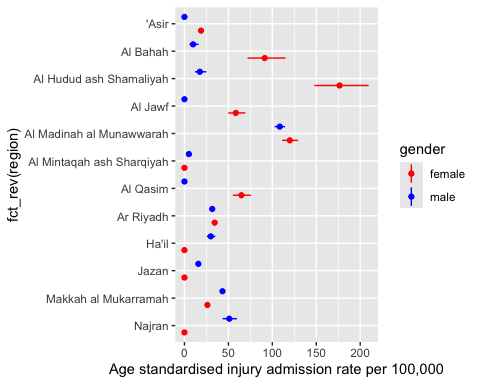 'Asir
Al Bahah
Al Hudud ash Shamaliyah
Al Jawf
Al Madinah al Munawwarah
Al Mintaqah ash Sharqiyah
Al Qasim
Ar Riyadh
Ha'il
Jazan
Makkah al Mukarramah
Najran
fct_rev(region)
0 50 100 150 200
Age standardised injury admission rate per 100,000
gender
female
male